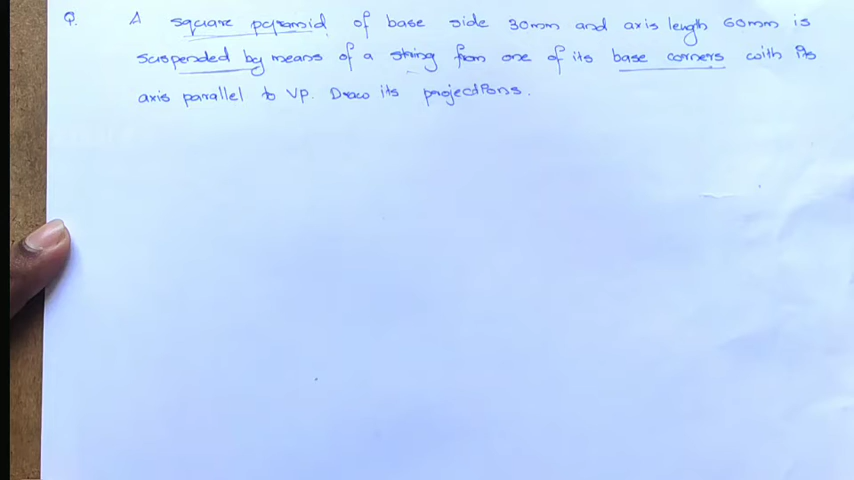 Q. A square pyramid of base side 30mm and axis length 60mm is
suspended by means of a string from one of its base corners with its
axis parallel to VP. Draw its projections.